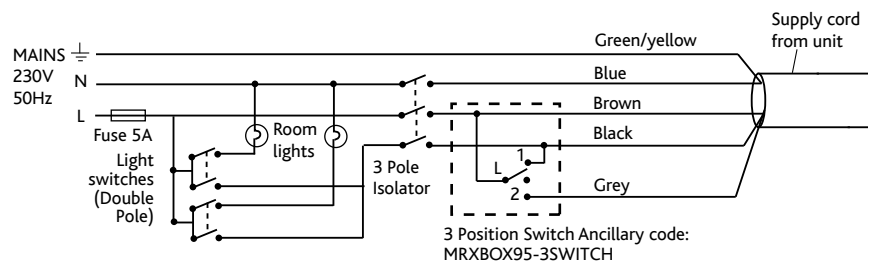 Supply cord
from unit
Green/yellow
MAINS
230V
50Hz
N
Blue
L
Brown
Fuse 5A
Room
lights
Black
Light
switches
(Double
Pole)
3 Pole
Isolator
1
L
2
Grey
3 Position Switch Ancillary code:
MRXBOX95-3SWITCH